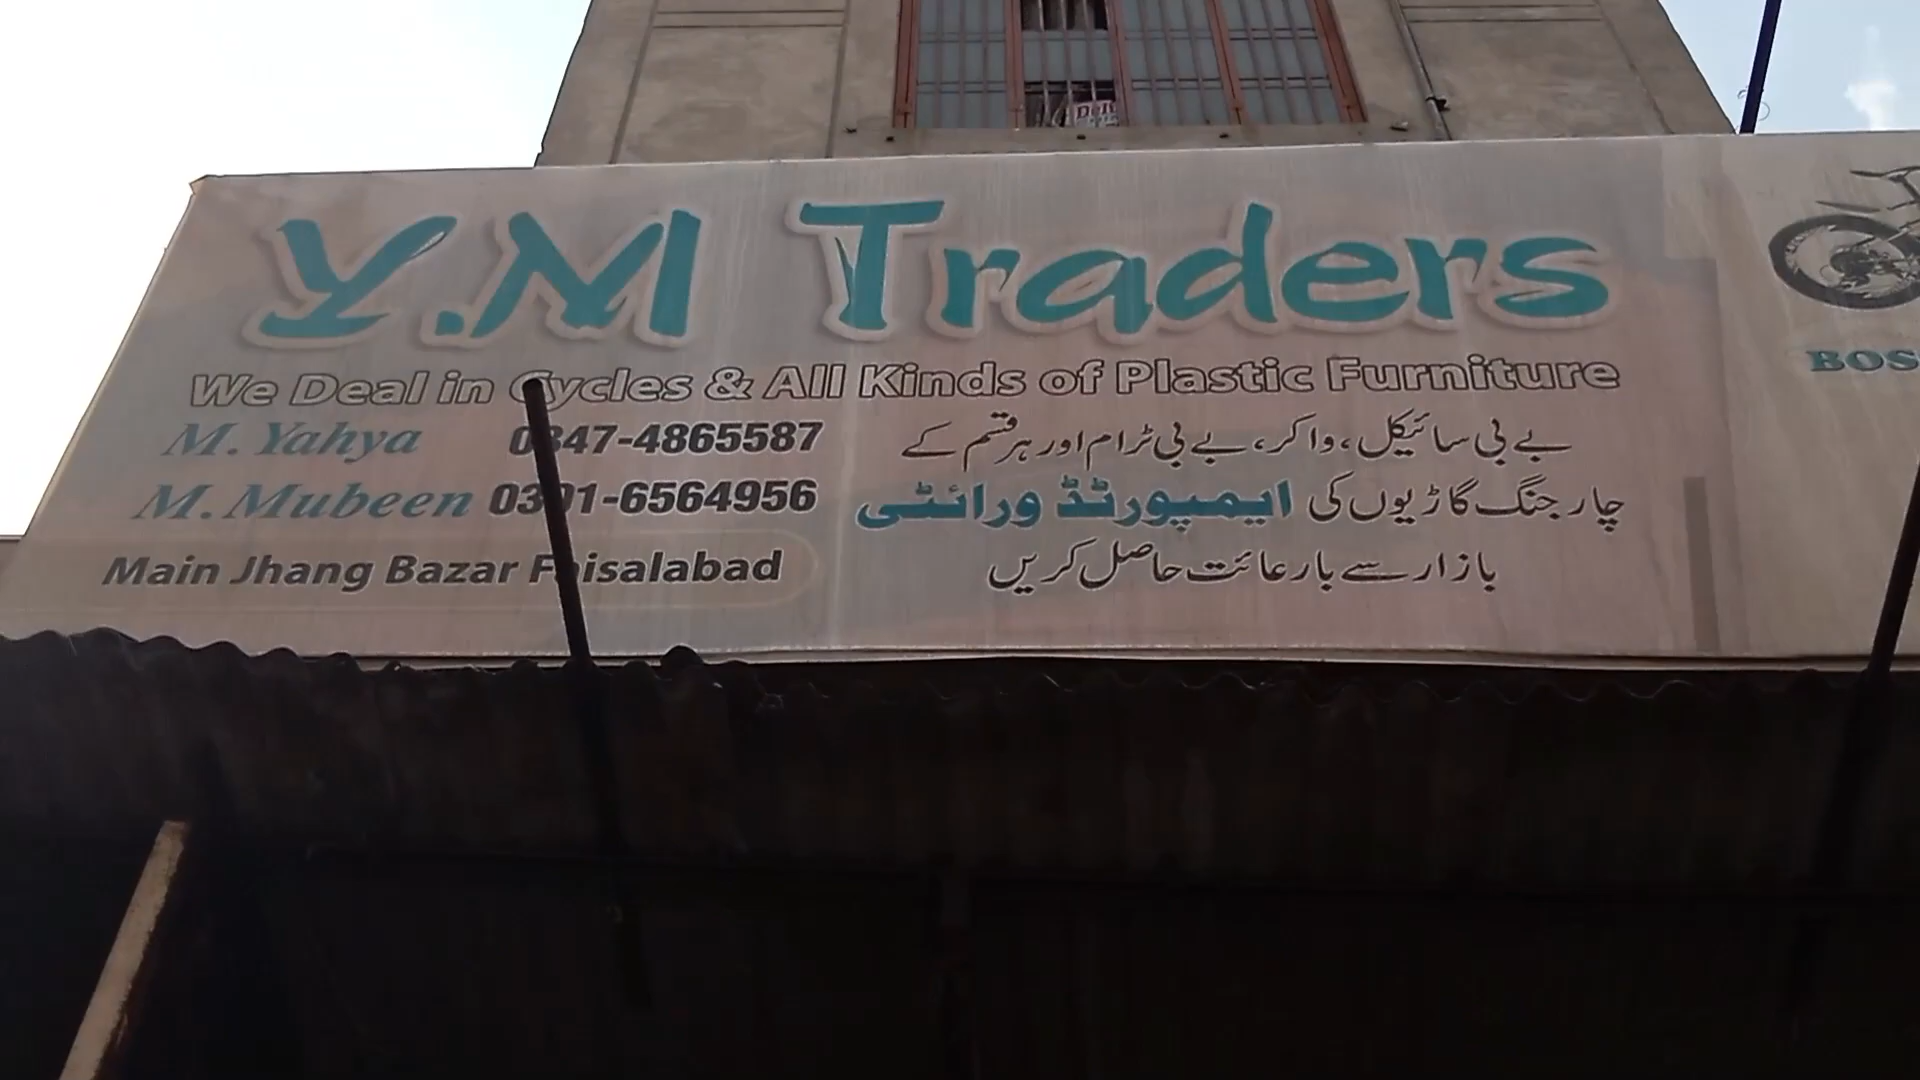 Y.M Traders
We Deal in Cycles & All Kinds of Plastic Furniture
M. Yahya 0347-4865587
M. Mubeen 0301-6564956
Main Jhang Bazar Faisalabad
بے بی سائیکل، واکر، بے بی ٹرام اور ہر قسم کے
چارجنگ گاڑیوں کی ایمپورٹڈ ورائٹی
بازار سے بارعائت حاصل کریں